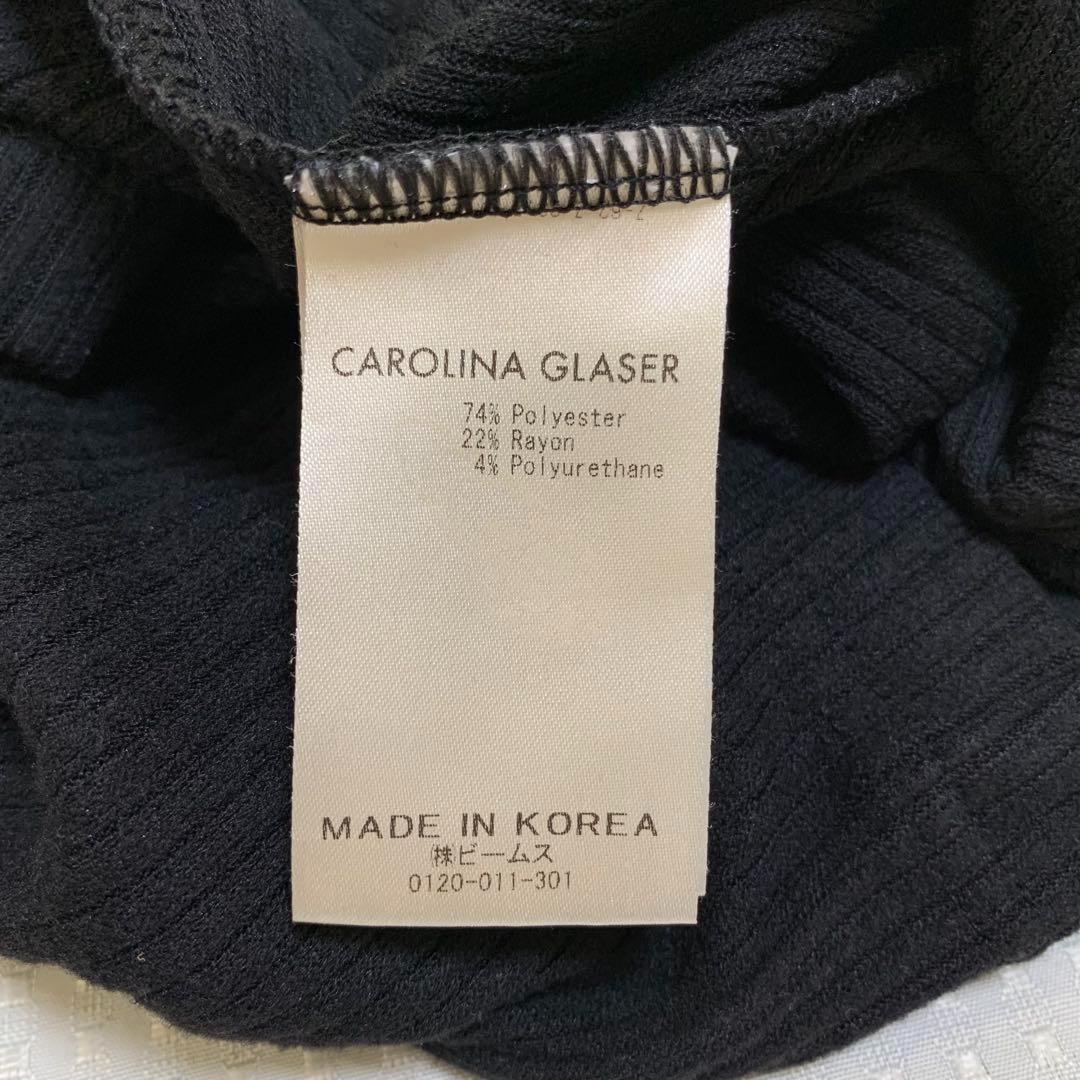 CAROLINA GLASER
74% Polyester
22% Rayon
4% Polyurethane
MADE IN KOREA
㈱ビームス
0120-011-301